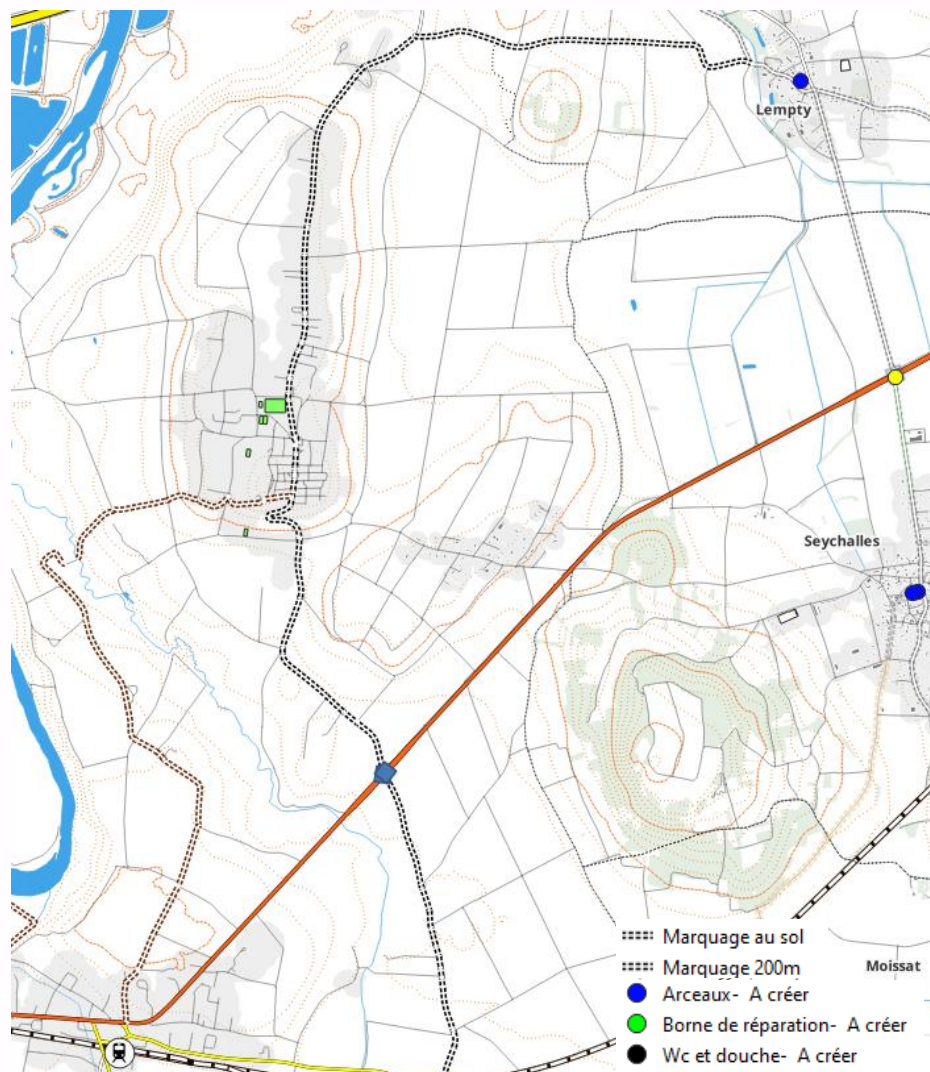 Lempty
Seychalles
Marquage au sol
Marquage 200m
Moissat
Arceaux- A créer
Borne de réparation- A créer
Wc et douche- A créer